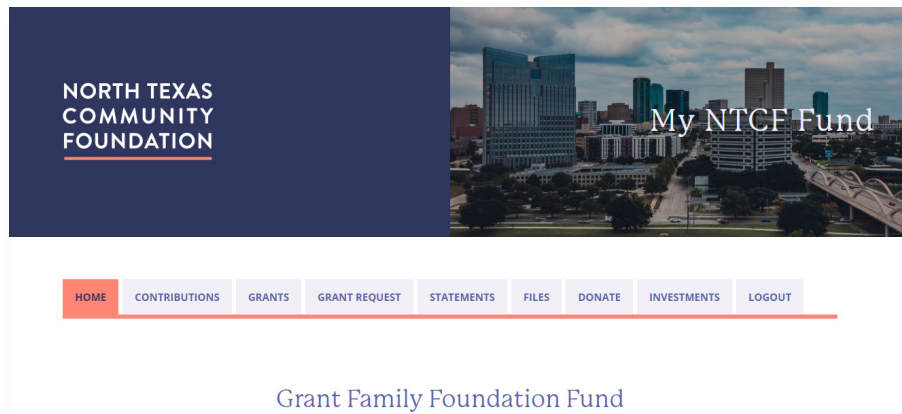 NORTH TEXAS
COMMUNITY
FOUNDATION
My NTCF Fund
HOME CONTRIBUTIONS GRANTS GRANT REQUEST STATEMENTS FILES DONATE INVESTMENTS LOGOUT
Grant Family Foundation Fund